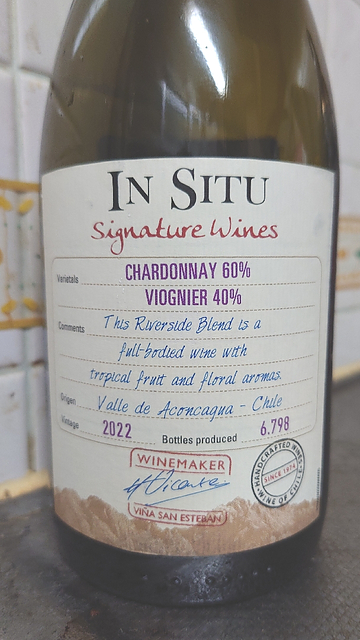 IN SITU
Signature Wines
Varietals CHARDONNAY 60%
VIOGNIER 40%
Comments This Riverside Blend is a
full-bodied wine with
tropical fruit and floral aromas.
Origen Valle de Aconcagua - Chile
Vintage 2022 Bottles produced 6.798
WINEMAKER
VIÑA SAN ESTEBAN
HANDCRAFTED WINES
SINCE 1974
WINE OF CHILE